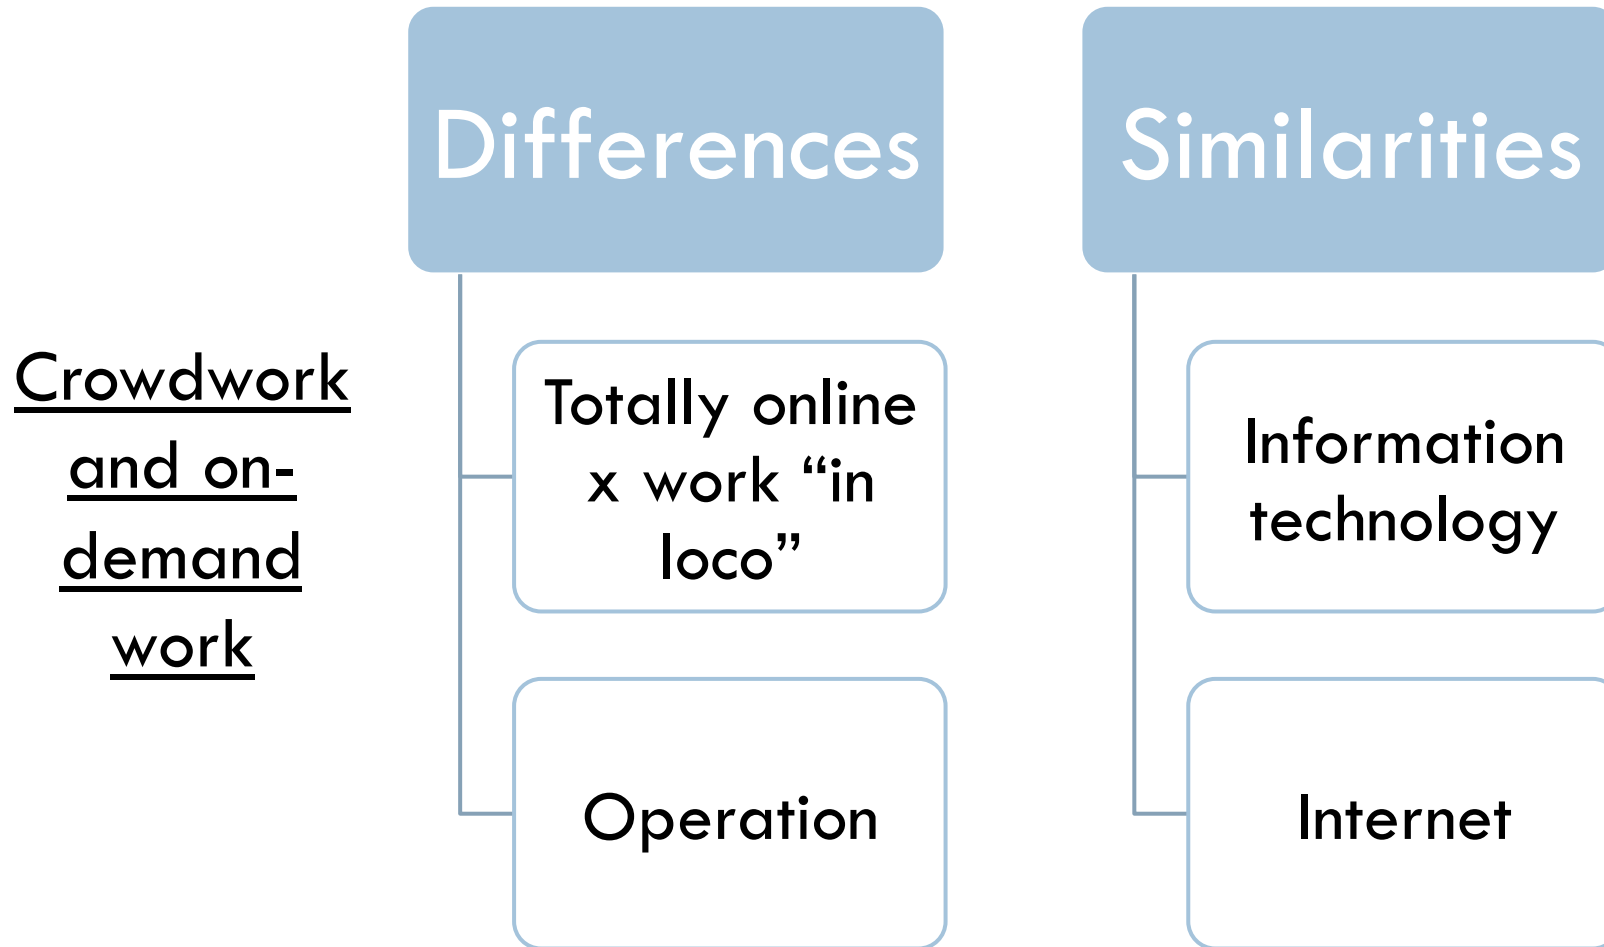 Crowdwork
and on-
demand
work
Differences
Totally online
x work “in
loco”
Operation
Similarities
Information
technology
Internet